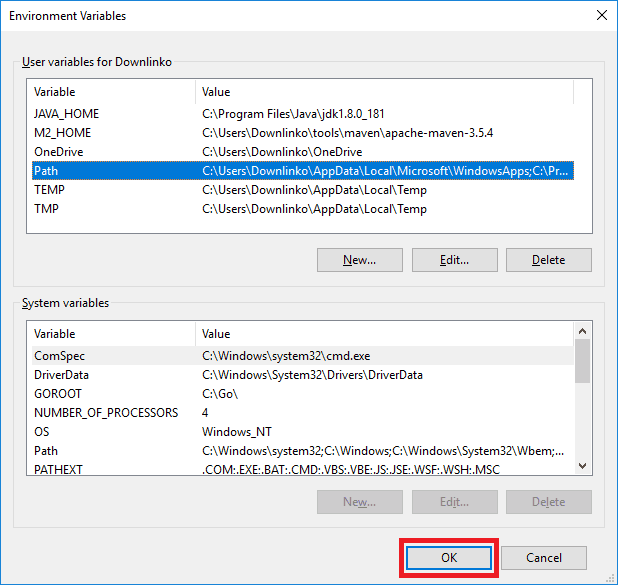 Environment Variables
User variables for Downlinko
Variable Value
JAVA_HOME C:\Program Files\Java\jdk1.8.0_181
M2_HOME C:\Users\Downlinko\tools\maven\apache-maven-3.5.4
OneDrive C:\Users\Downlinko\OneDrive
Path C:\Users\Downlinko\AppData\Local\Microsoft\WindowsApps;C:\Pr...
TEMP C:\Users\Downlinko\AppData\Local\Temp
TMP C:\Users\Downlinko\AppData\Local\Temp
New... Edit... Delete
System variables
Variable Value
ComSpec C:\Windows\system32\cmd.exe
DriverData C:\Windows\System32\Drivers\DriverData
GOROOT C:\Go\
NUMBER_OF_PROCESSORS 4
OS Windows_NT
Path C:\Windows\system32;C:\Windows;C:\Windows\System32\Wbem;...
PATHEXT .COM;.EXE;.BAT;.CMD;.VBS;.VBE;.JS;.JSE;.WSF;.WSH;.MSC
New... Edit... Delete
OK Cancel